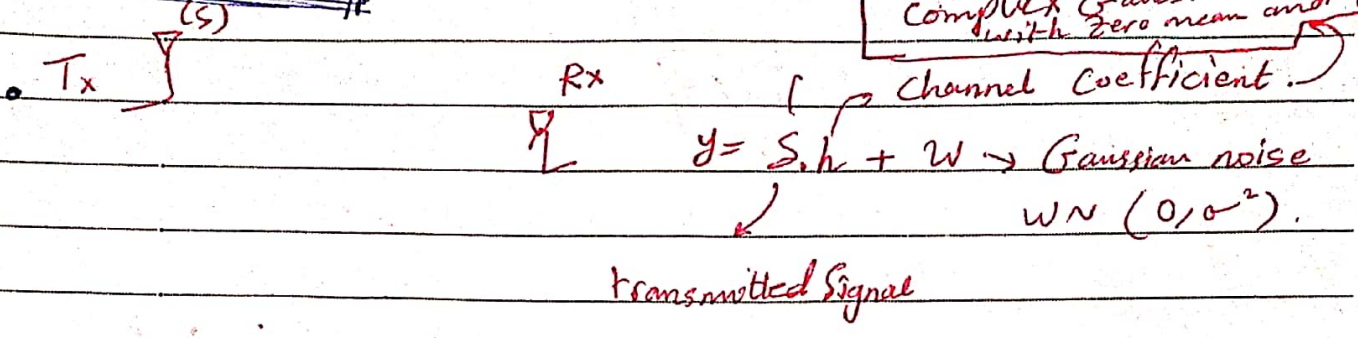 (S)
Complex
with zero mean and
Tx
Rx
Channel Coefficient.
y = S.h + W → Gaussian noise
W~ (0,σ²).
transmitted Signal